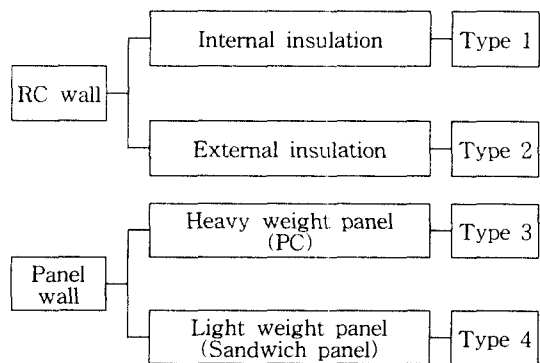 Internal insulation
Type 1
RC wall
External insulation
Type 2
Heavy weight panel
(PC)
Type 3
Panel
wall
Light weight panel
(Sandwich panel)
Type 4